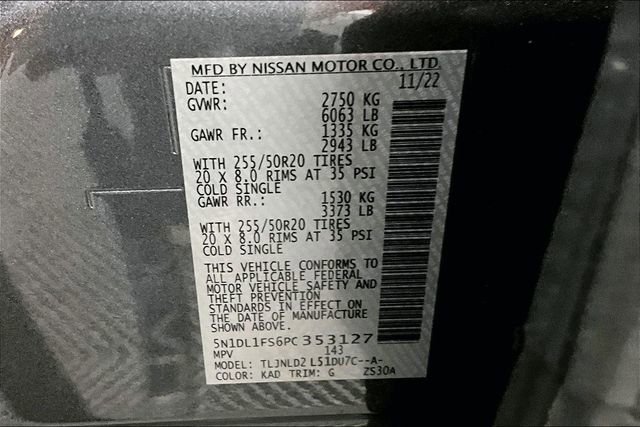 MFD BY NISSAN MOTOR CO., LTD.
DATE: 11/22
GVWR: 2750 KG
6063 LB
GAWR FR.: 1335 KG
2943 LB
WITH 255/50R20 TIRES
20 X 8.0 RIMS AT 35 PSI
COLD SINGLE
GAWR RR.: 1530 KG
3373 LB
WITH 255/50R20 TIRES
20 X 8.0 RIMS AT 35 PSI
COLD SINGLE
THIS VEHICLE CONFORMS TO
ALL APPLICABLE FEDERAL
MOTOR VEHICLE SAFETY AND
THEFT PREVENTION
STANDARDS IN EFFECT ON
THE DATE OF MANUFACTURE
SHOWN ABOVE.
5N1DL1FS6PC353127
MPV 143
MODEL: TLJNLD2 L51DU7C--A-
COLOR: KAD TRIM: G ZS30A